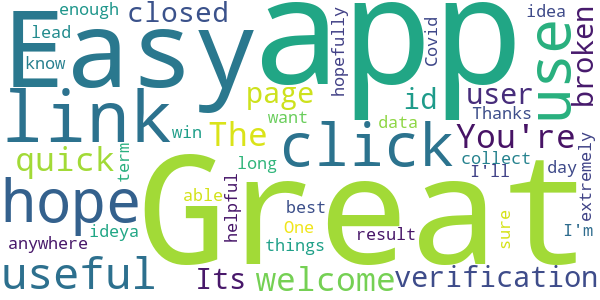 enough
closed
lead
know
Easy
app
hopefully
Covid
idea
use
broken
link
page
id
user
Thanks
want
win
The
data
click
You're
quick
term
long
collect
I'll
day
extremely
hope
Great
able
helpful
best
One
things
result
sure
I'm
anywhere
ideya
useful
Its
welcome
verification